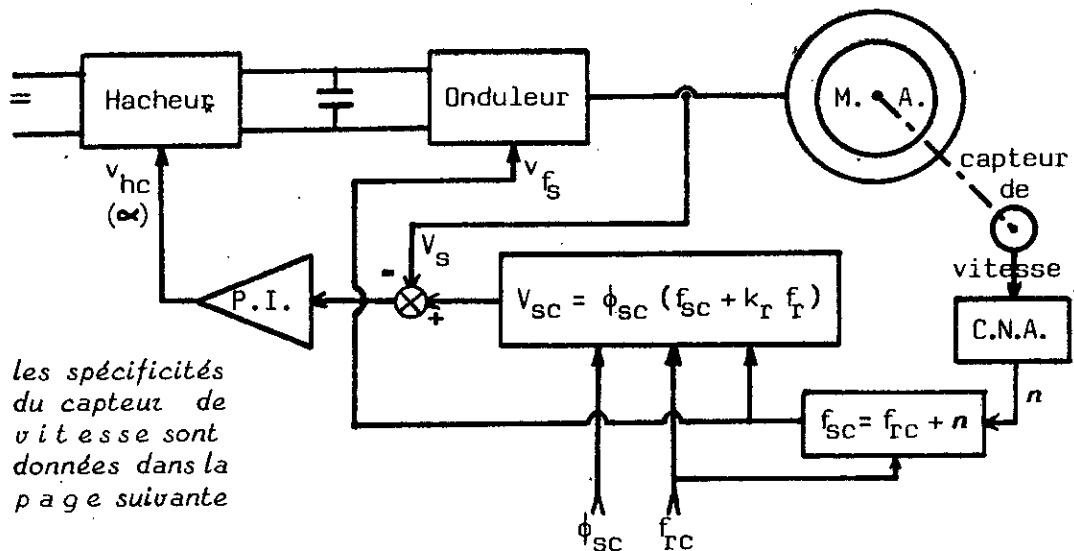 =
Hacheur*
Onduleur
M. A.
capteur
de
vitesse
v_hc
(α)
v_fs
V_s
-
+
P.I.
V_sc = ϕ_sc (f_sc + k_r f_r)
C.N.A.
n
f_sc = f_rc + n
les spécificités
du capteur de
vitesse sont
données dans la
page suivante
ϕ_sc
f_rc